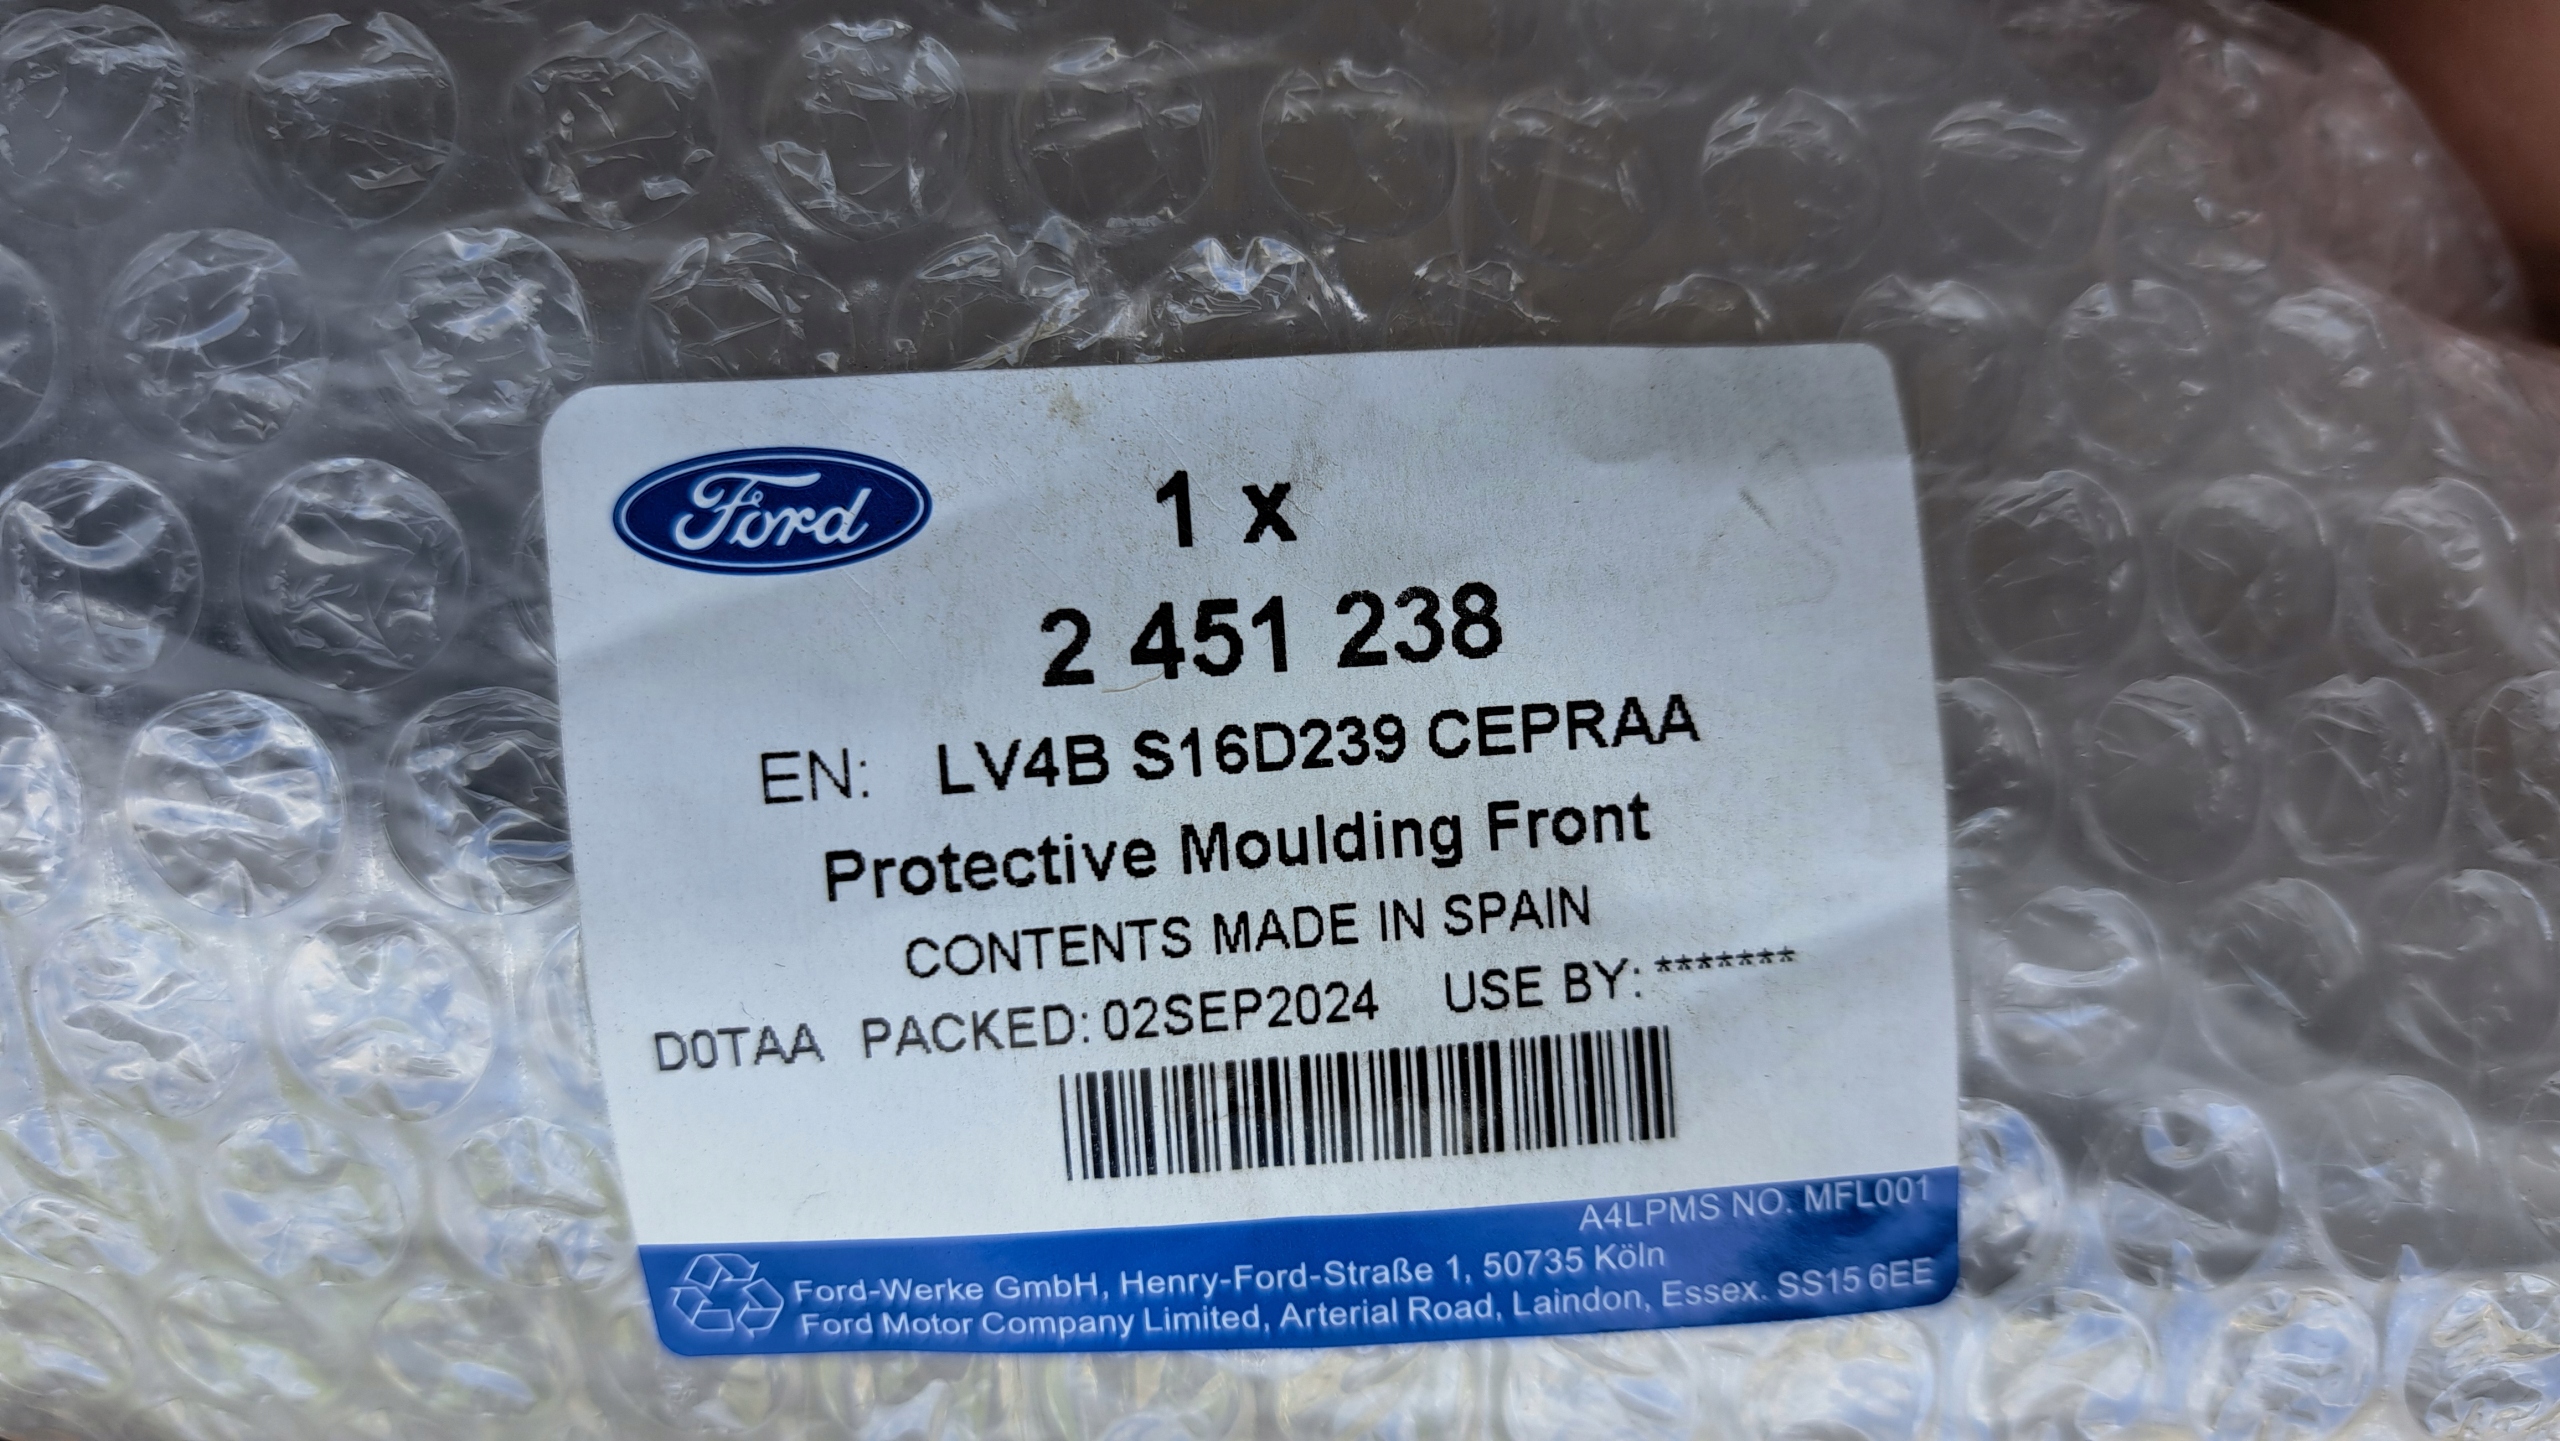 Ford
1 x
2 451 238
EN: LV4B S16D239 CEPRAA
Protective Moulding Front
CONTENTS MADE IN SPAIN
D0TAA PACKED: 02SEP2024 USE BY: *******
A4LPMS NO. MFL001
Ford-Werke GmbH, Henry-Ford-Straße 1, 50735 Köln
Ford Motor Company Limited, Arterial Road, Laindon, Essex. SS15 6EE